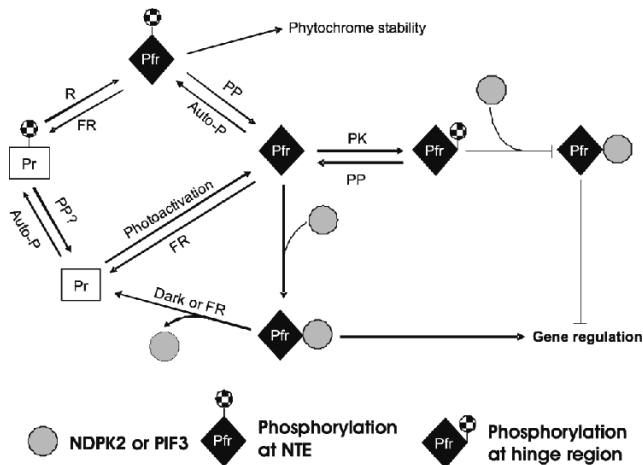 Pfr
Phytochrome stability
R
FR
PP
Auto-P
Pr
Pfr
PK
PP
Pfr
Pfr
PP?
Auto-P
Photoactivation
FR
Pr
Dark or FR
Pfr
Gene regulation
NDPK2 or PIF3
Pfr
Phosphorylation
at NTE
Pfr
Phosphorylation
at hinge region